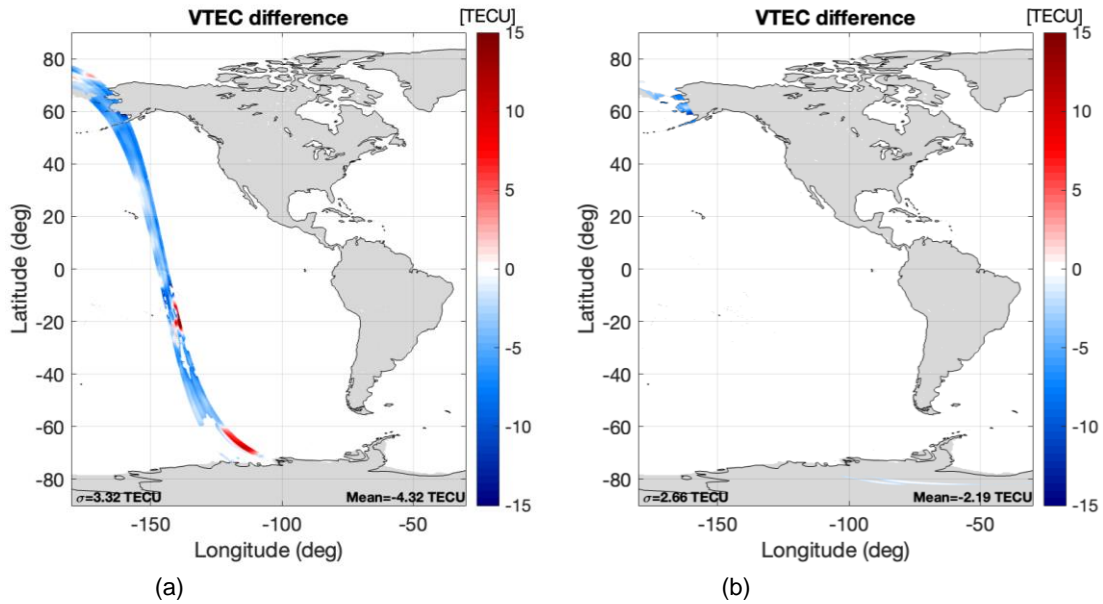 VTEC difference
[TECU]
15
10
5
0
-5
-10
-15
80
60
40
20
0
-20
-40
-60
-80
Latitude (deg)
σ=3.32 TECU
Mean=-4.32 TECU
-150
-100
-50
Longitude (deg)
(a)
VTEC difference
[TECU]
15
10
5
0
-5
-10
-15
80
60
40
20
0
-20
-40
-60
-80
Latitude (deg)
σ=2.66 TECU
Mean=-2.19 TECU
-150
-100
-50
Longitude (deg)
(b)